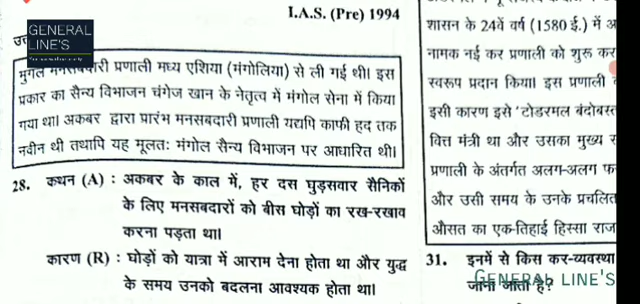 I.A.S. (Pre) 1994
GENERAL
LINE'S
मुगल मनसबदारी प्रणाली मध्य एशिया (मंगोलिया) से ली गई थी। इस
प्रकार का सैन्य विभाजन चंगेज खान के नेतृत्व में मंगोल सेना में किया
गया था। अकबर द्वारा प्रारंभ मनसबदारी प्रणाली यद्यपि काफी हद तक
नवीन थी तथापि यह मूलतः मंगोल सैन्य विभाजन पर आधारित थी।
28. कथन (A) : अकबर के काल में, हर दस घुड़सवार सैनिकों
के लिए मनसबदारों को बीस घोड़ों का रख-रखाव
करना पड़ता था।
कारण (R) : घोड़ों को यात्रा में आराम देना होता था और युद्ध
के समय उनको बदलना आवश्यक होता था।
शासन के 24वें वर्ष (1580 ई.) में अ
नामक नई कर प्रणाली को शुरू कर
स्वरूप प्रदान किया। इस प्रणाली
इसी कारण इसे 'टोडरमल बंदोबस्त
वित्त मंत्री था और उसका मुख्य र
प्रणाली के अंतर्गत अलग-अलग फ
और उसी समय के उनके प्रचलित
औसत का एक-तिहाई हिस्सा राज
31. इनमें से किस कर-व्यवस्था
जाना जाता है?
GENERAL LINE'S